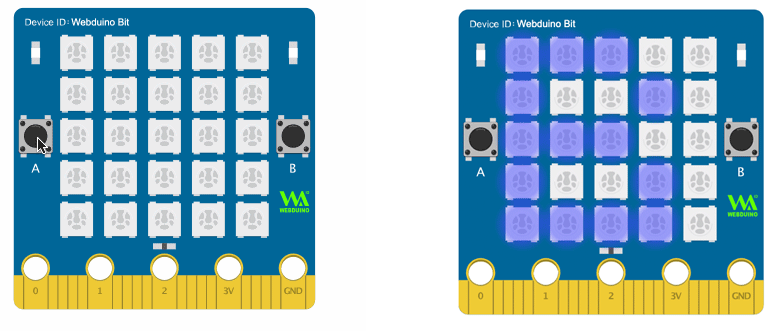 Device ID: Webduino Bit
A
B
WEBDUINO
0 1 2 3V GND
Device ID: Webduino Bit
A
B
WEBDUINO
0 1 2 3V GND